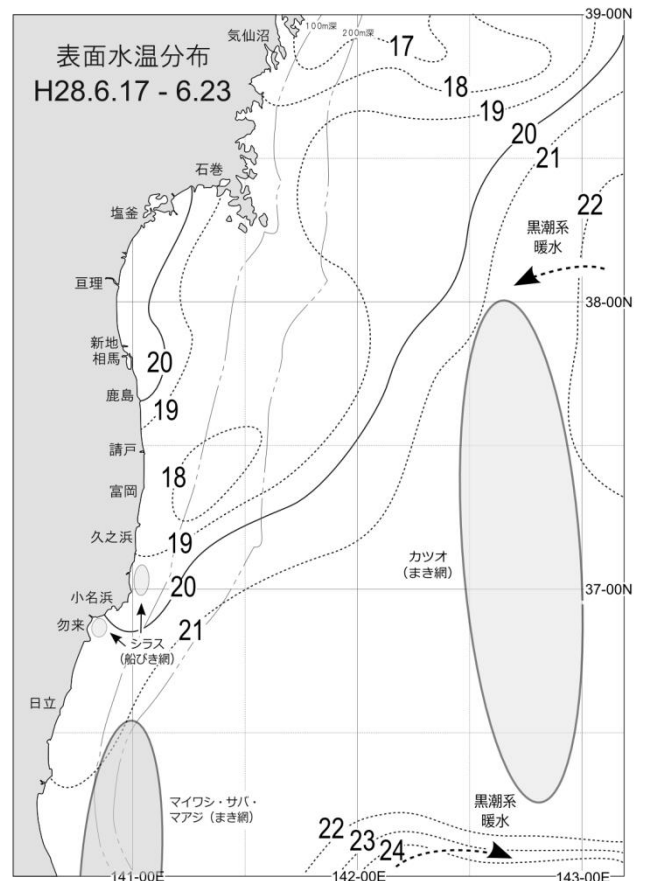 39-00N
気仙沼
100m深
200m深
17
表面水温分布
H28.6.17 - 6.23
18
19
20
21
石巻
22
塩釜
黒潮系
暖水
亘理
38-00N
新地
相馬
20
鹿島
19
請戸
18
富岡
久之浜
19
カツオ
(まき網)
37-00N
20
小名浜
勿来
21
シラス
(船びき網)
日立
マイワシ・サバ・
マアジ(まき網)
黒潮系
暖水
22
23
24
141-00E
142-00E
143-00E